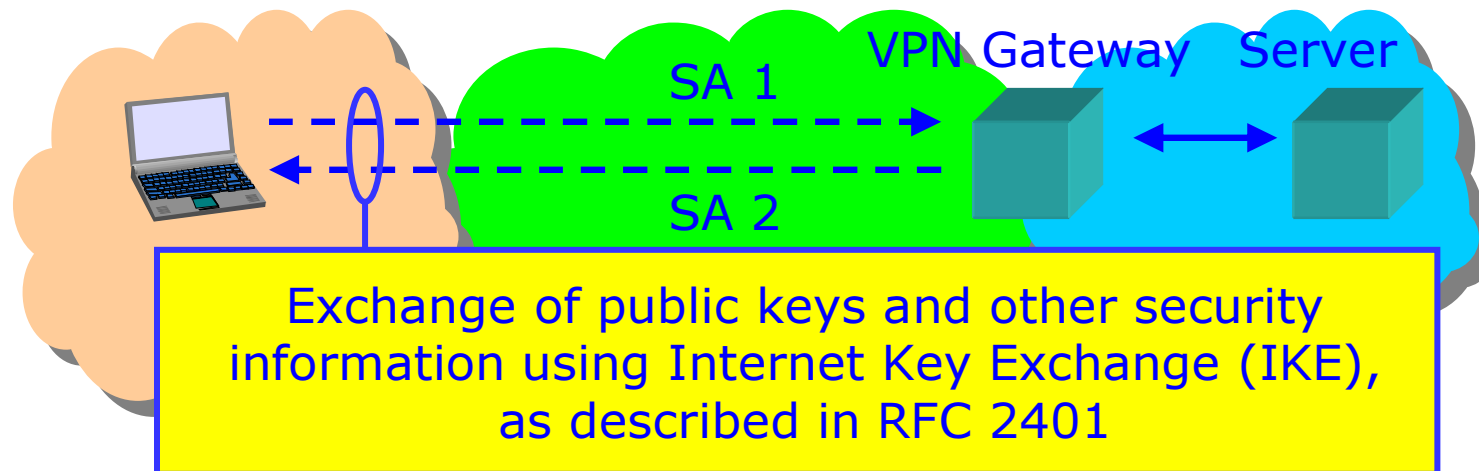 VPN Gateway Server
SA 1
SA 2
Exchange of public keys and other security
information using Internet Key Exchange (IKE),
as described in RFC 2401